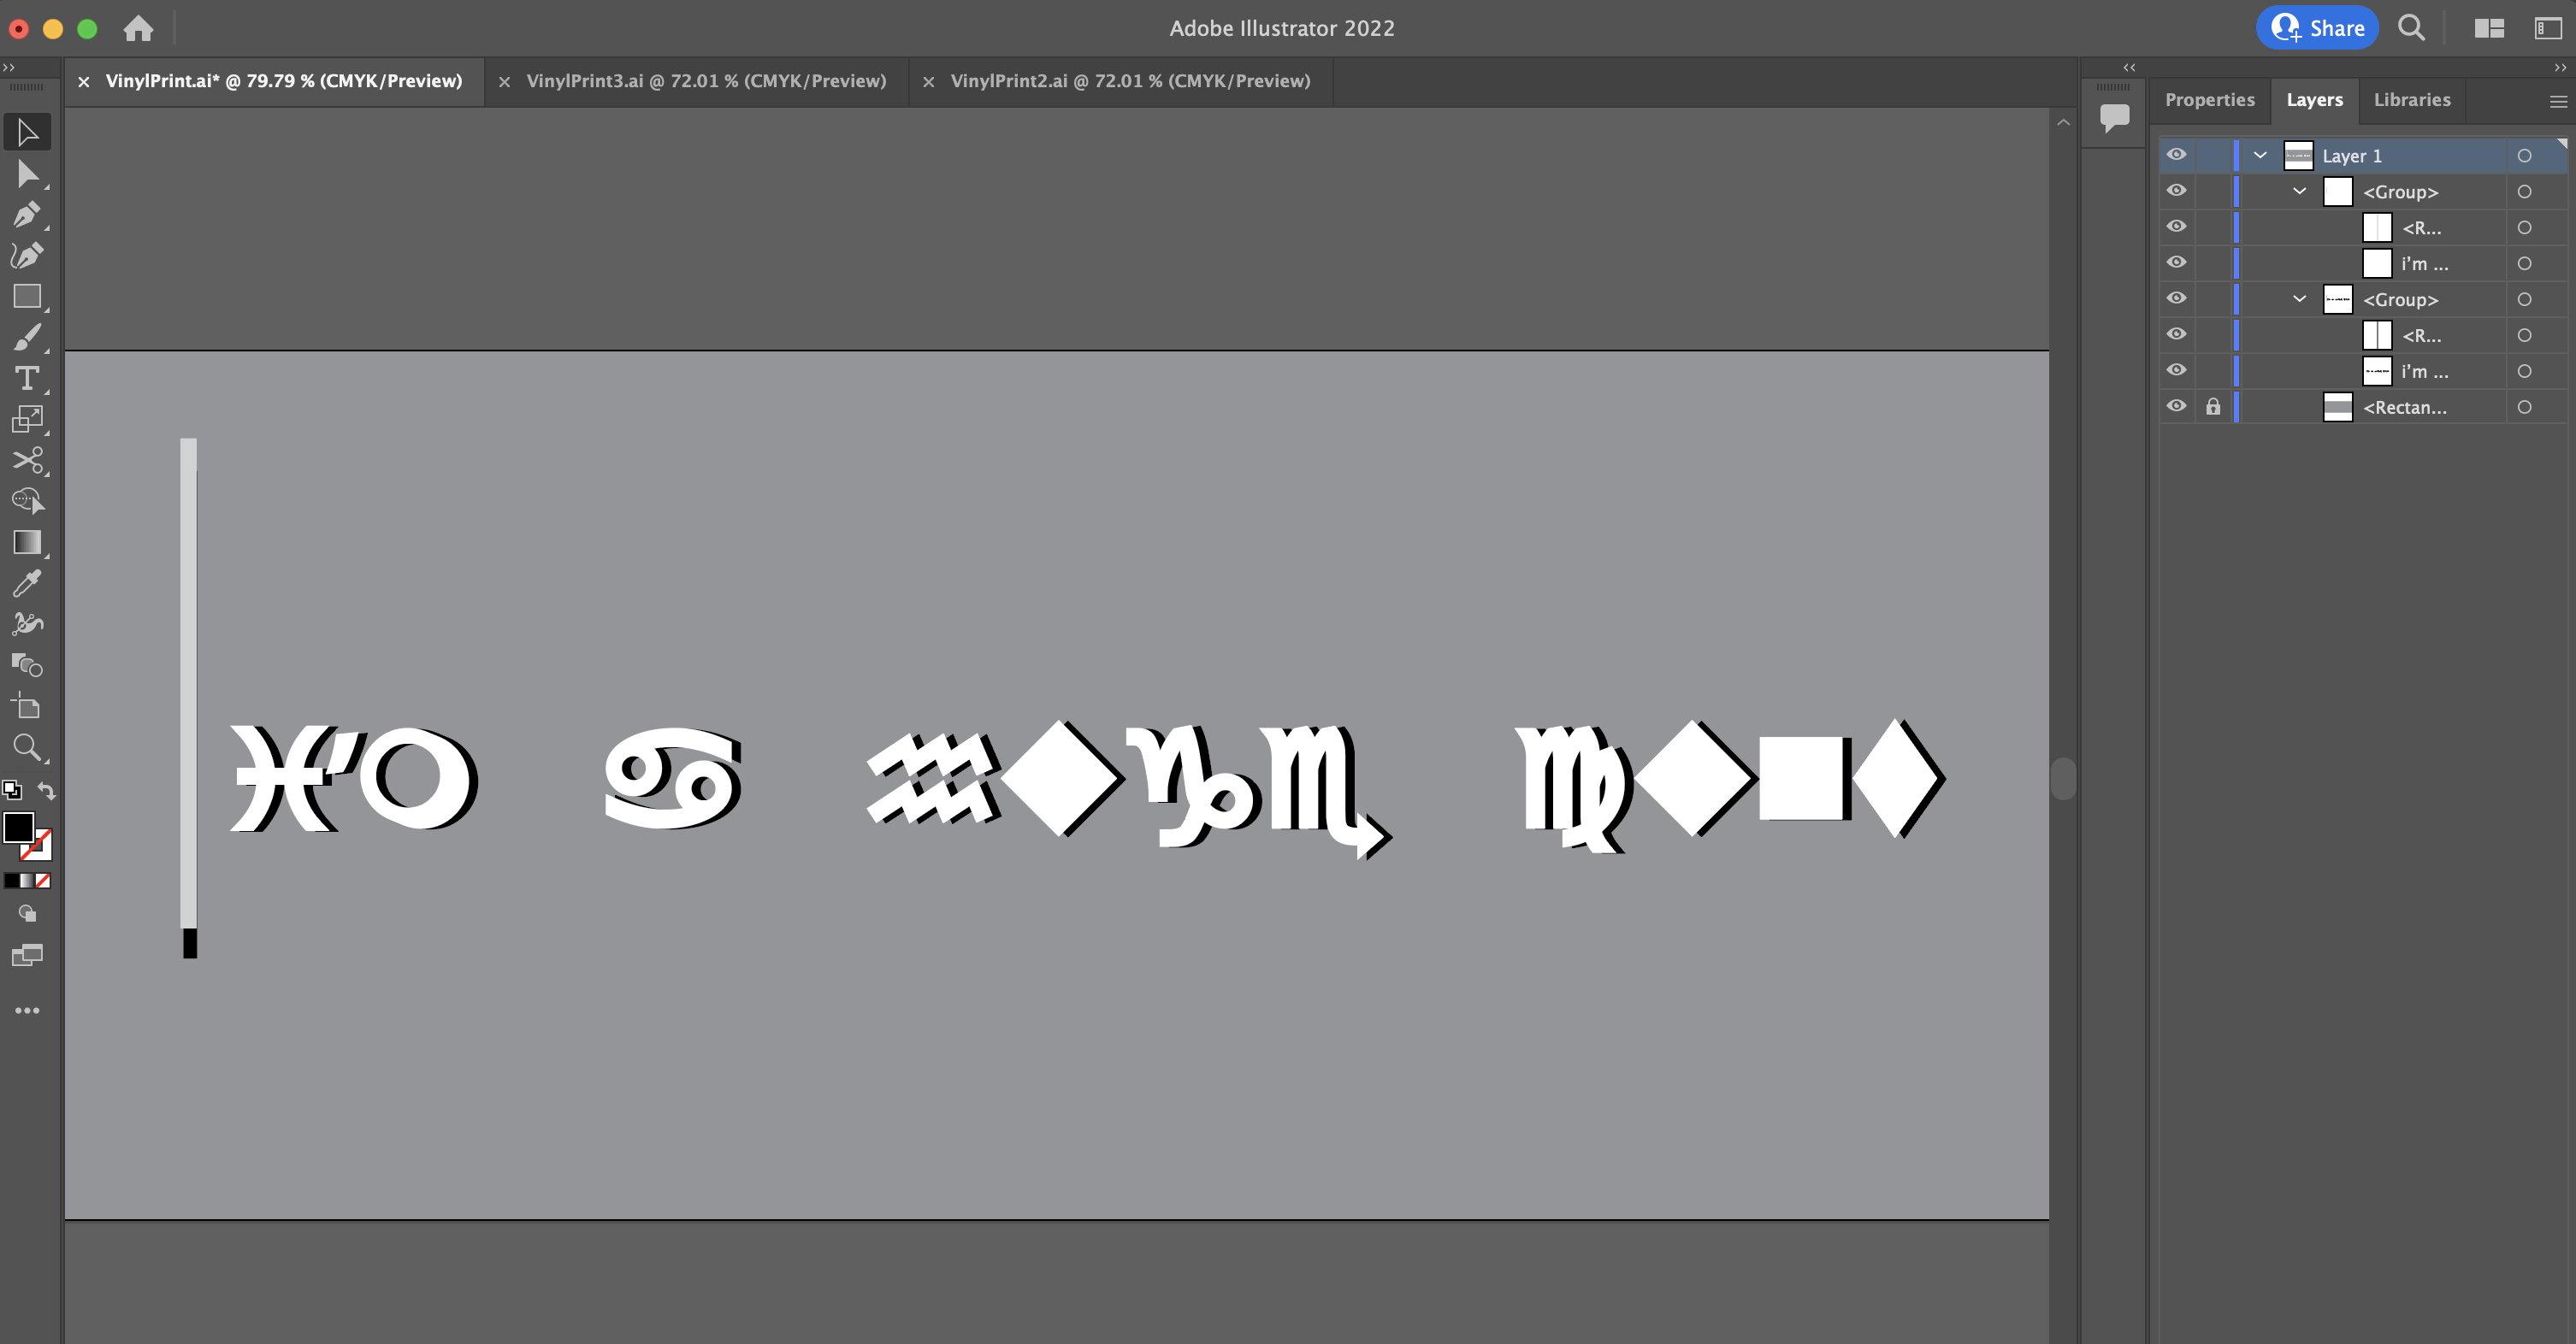 Adobe Illustrator 2022
Share
VinylPrint.ai* @ 79.79 % (CMYK/Preview)
VinylPrint3.ai @ 72.01 % (CMYK/Preview)
VinylPrint2.ai @ 72.01 % (CMYK/Preview)
Properties
Layers
Libraries
Layer 1
<Group>
<R...
i’m ...
<Group>
<R...
i’m ...
<Rectan...
♓’❍ ♋ ♒◆♑♏ ♍◆■⬧